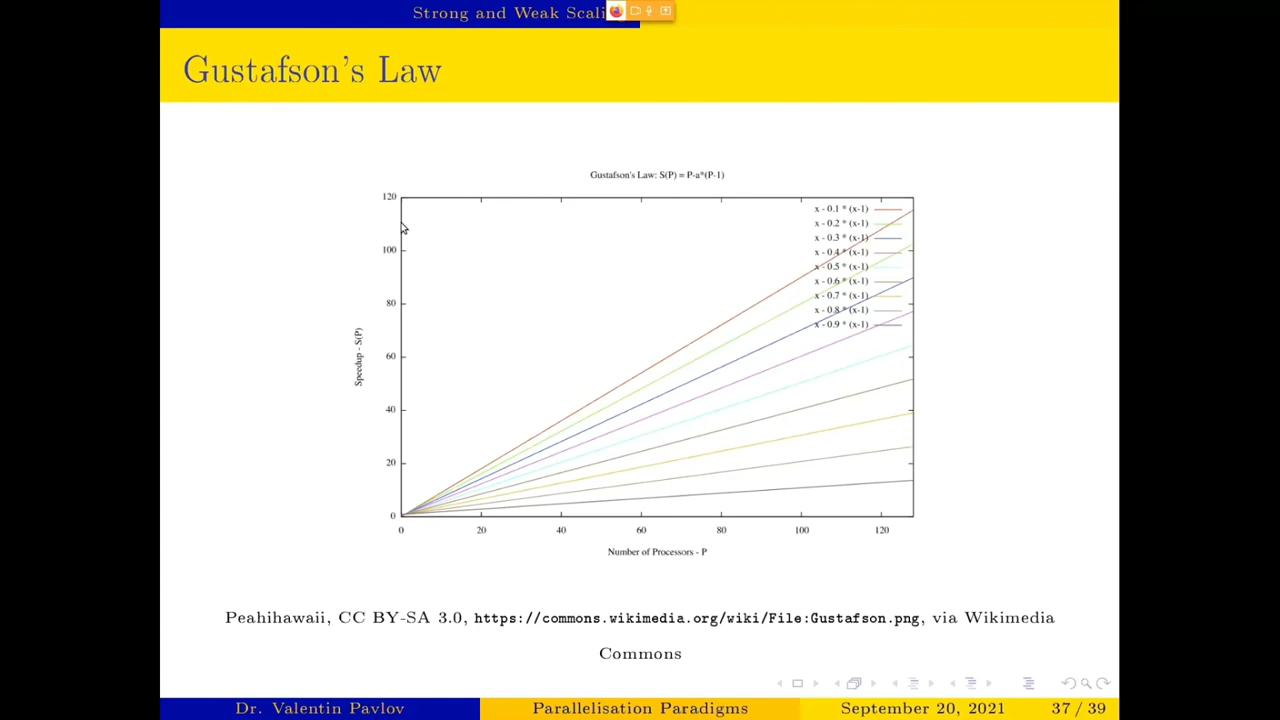 Strong and Weak Scali
Gustafson's Law
Gustafson's Law: S(P) = P-a*(P-1)
120
100
80
60
40
20
0
Speedup - S(P)
x - 0.1 * (x-1)
x - 0.2 * (x-1)
x - 0.3 * (x-1)
x - 0.4 * (x-1)
x - 0.5 * (x-1)
x - 0.6 * (x-1)
x - 0.7 * (x-1)
x - 0.8 * (x-1)
x - 0.9 * (x-1)
0 20 40 60 80 100 120
Number of Processors - P
Peahihawaii, CC BY-SA 3.0, https://commons.wikimedia.org/wiki/File:Gustafson.png, via Wikimedia
Commons
Dr. Valentin Pavlov Parallelisation Paradigms September 20, 2021 37 / 39